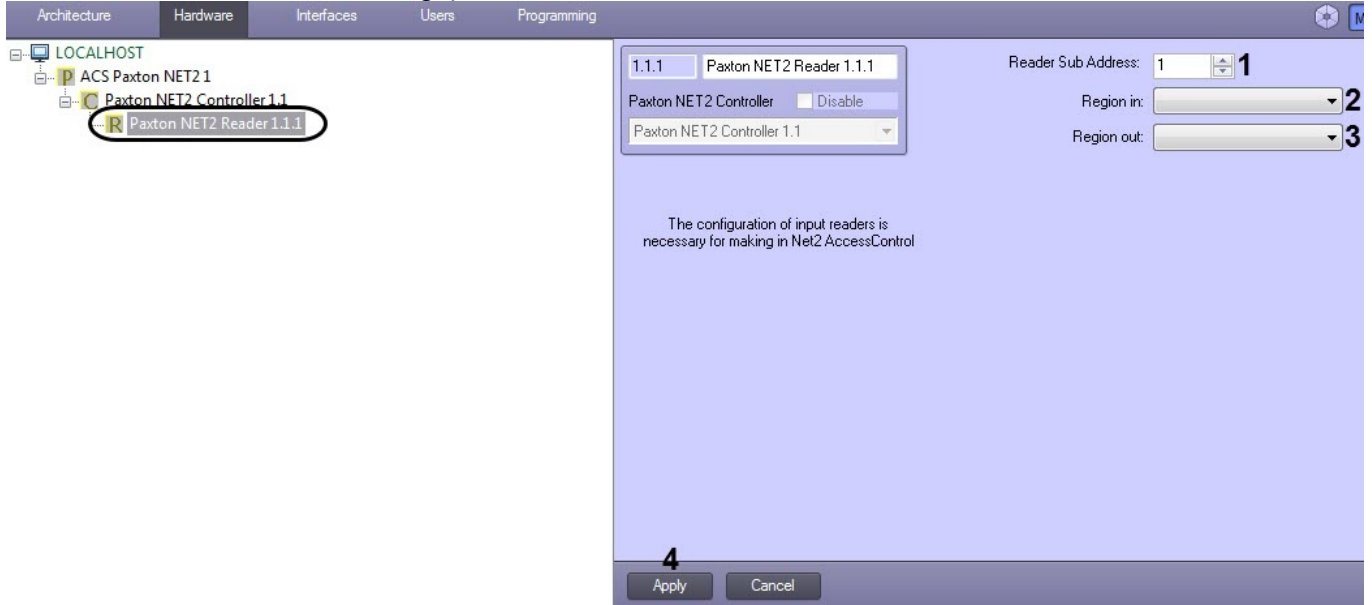 Architecture Hardware Interfaces Users Programming M
LOCALHOST
P ACS Paxton NET2 1
C Paxton NET2 Controller 1.1
R Paxton NET2 Reader 1.1.1
1.1.1 Paxton NET2 Reader 1.1.1
Paxton NET2 Controller Disable
Paxton NET2 Controller 1.1
Reader Sub Address: 1 1
Region in: 2
Region out: 3
The configuration of input readers is
necessary for making in Net2 AccessControl
4
Apply Cancel